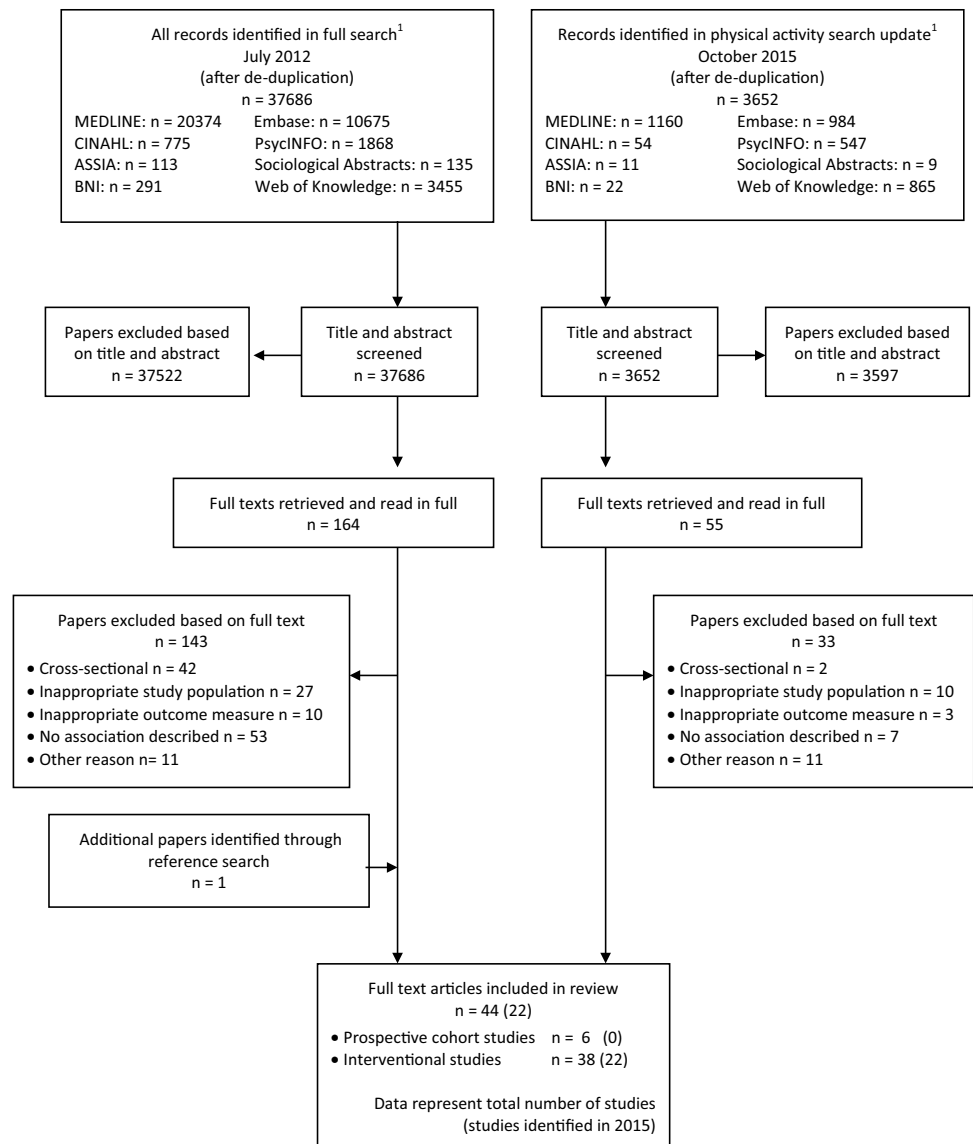 All records identified in full search¹
July 2012
(after de-duplication)
n = 37686
MEDLINE: n = 20374 Embase: n = 10675
CINAHL: n = 775 PsycINFO: n = 1868
ASSIA: n = 113 Sociological Abstracts: n = 135
BNI: n = 291 Web of Knowledge: n = 3455
Records identified in physical activity search update¹
October 2015
(after de-duplication)
n = 3652
MEDLINE: n = 1160 Embase: n = 984
CINAHL: n = 54 PsycINFO: n = 547
ASSIA: n = 11 Sociological Abstracts: n = 9
BNI: n = 22 Web of Knowledge: n = 865
Papers excluded based
on title and abstract
n = 37522
Title and abstract
screened
n = 37686
Title and abstract
screened
n = 3652
Papers excluded based
on title and abstract
n = 3597
Full texts retrieved and read in full
n = 164
Full texts retrieved and read in full
n = 55
Papers excluded based on full text
n = 143
• Cross-sectional n = 42
• Inappropriate study population n = 27
• Inappropriate outcome measure n = 10
• No association described n = 53
• Other reason n= 11
Papers excluded based on full text
n = 33
• Cross-sectional n = 2
• Inappropriate study population n = 10
• Inappropriate outcome measure n = 3
• No association described n = 7
• Other reason n = 11
Additional papers identified through
reference search
n = 1
Full text articles included in review
n = 44 (22)
• Prospective cohort studies n = 6 (0)
• Interventional studies n = 38 (22)
Data represent total number of studies
(studies identified in 2015)